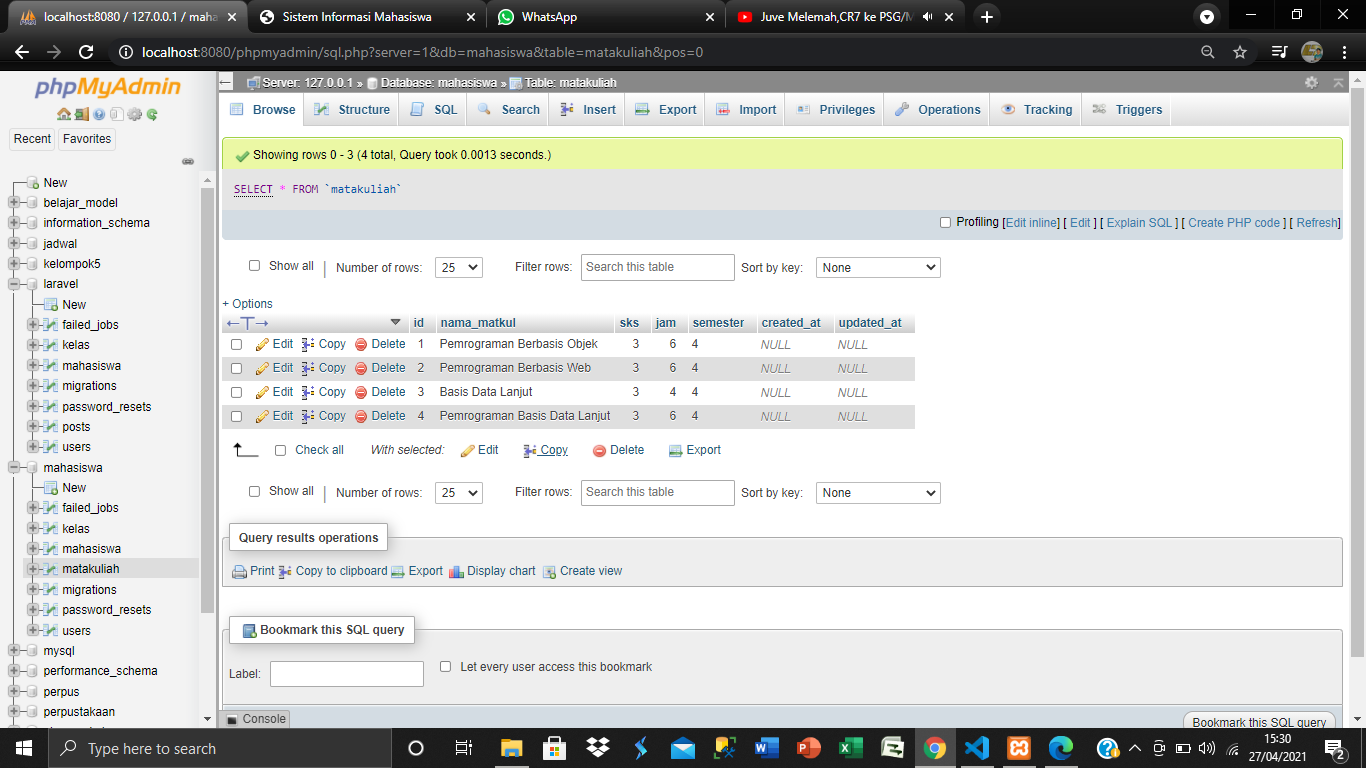 localhost:8080 / 127.0.0.1 / maha
Sistem Informasi Mahasiswa
WhatsApp
Juve Melemah,CR7 ke PSG/M
localhost:8080/phpmyadmin/sql.php?server=1&db=mahasiswa&table=matakuliah&pos=0
phpMyAdmin
Recent
Favorites
New
belajar_model
information_schema
jadwal
kelompok5
laravel
New
failed_jobs
kelas
mahasiswa
migrations
password_resets
posts
users
mahasiswa
New
failed_jobs
kelas
mahasiswa
matakuliah
migrations
password_resets
users
mysql
performance_schema
perpus
perpustakaan
Server: 127.0.0.1 » Database: mahasiswa » Table: matakuliah
Browse Structure SQL Search Insert Export Import Privileges Operations Tracking Triggers
Showing rows 0 - 3 (4 total, Query took 0.0013 seconds.)
SELECT * FROM `matakuliah`
Profiling [Edit inline] [ Edit ] [ Explain SQL ] [ Create PHP code ] [ Refresh]
Show all | Number of rows: 25 Filter rows: Search this table Sort by key: None
+ Options
←T→ id nama_matkul sks jam semester created_at updated_at
Edit Copy Delete 1 Pemrograman Berbasis Objek 3 6 4 NULL NULL
Edit Copy Delete 2 Pemrograman Berbasis Web 3 6 4 NULL NULL
Edit Copy Delete 3 Basis Data Lanjut 3 4 4 NULL NULL
Edit Copy Delete 4 Pemrograman Basis Data Lanjut 3 6 4 NULL NULL
Check all With selected: Edit Copy Delete Export
Show all | Number of rows: 25 Filter rows: Search this table Sort by key: None
Query results operations
Print Copy to clipboard Export Display chart Create view
Bookmark this SQL query
Label: Let every user access this bookmark
Console
Bookmark this SQL query
Type here to search
15:30
27/04/2021
2